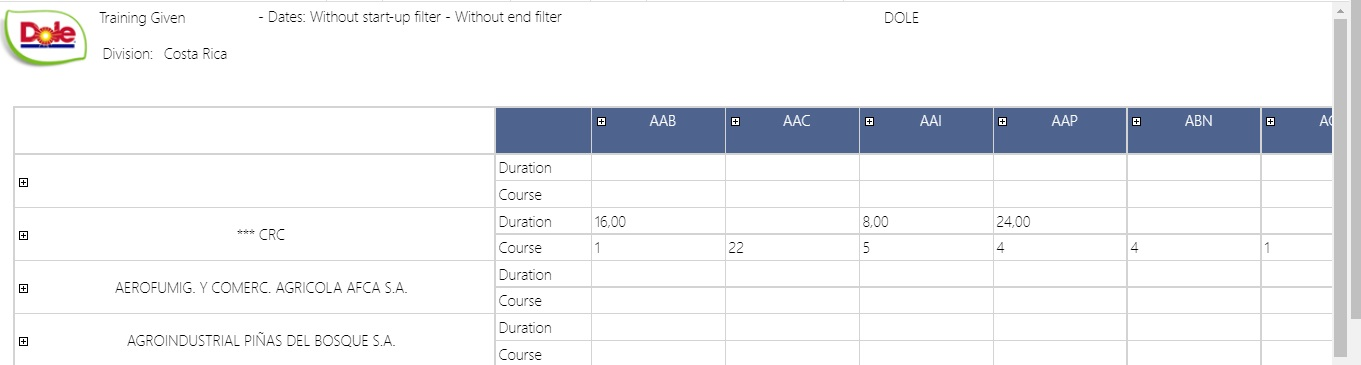 Dole
Training Given - Dates: Without start-up filter - Without end filter DOLE
Division: Costa Rica
AAB AAC AAI AAP ABN
Duration
Course
*** CRC
Duration 16,00 8,00 24,00
Course 1 22 5 4 4 1
AEROFUMIG. Y COMERC. AGRICOLA AFCA S.A.
Duration
Course
AGROINDUSTRIAL PIÑAS DEL BOSQUE S.A.
Duration
Course